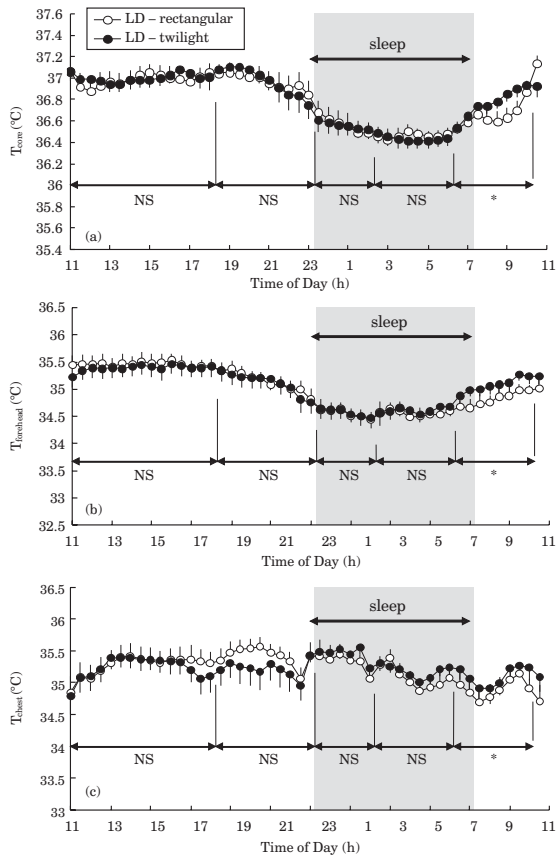 LD – rectangular
LD – twilight
37.6
37.4
37.2
37
36.8
36.6
36.4
36.2
36
35.8
35.6
35.4
T core (°C)
sleep
NS NS NS NS *
(a)
11 13 15 17 19 21 23 1 3 5 7 9 11
Time of Day (h)
36.5
36
35.5
35
34.5
34
33.5
33
32.5
T forehead (°C)
sleep
NS NS NS NS *
(b)
11 13 15 17 19 21 23 1 3 5 7 9 11
Time of Day (h)
36.5
36
35.5
35
34.5
34
33.5
33
T chest (°C)
sleep
NS NS NS NS *
(c)
11 13 15 17 19 21 23 1 3 5 7 9 11
Time of Day (h)